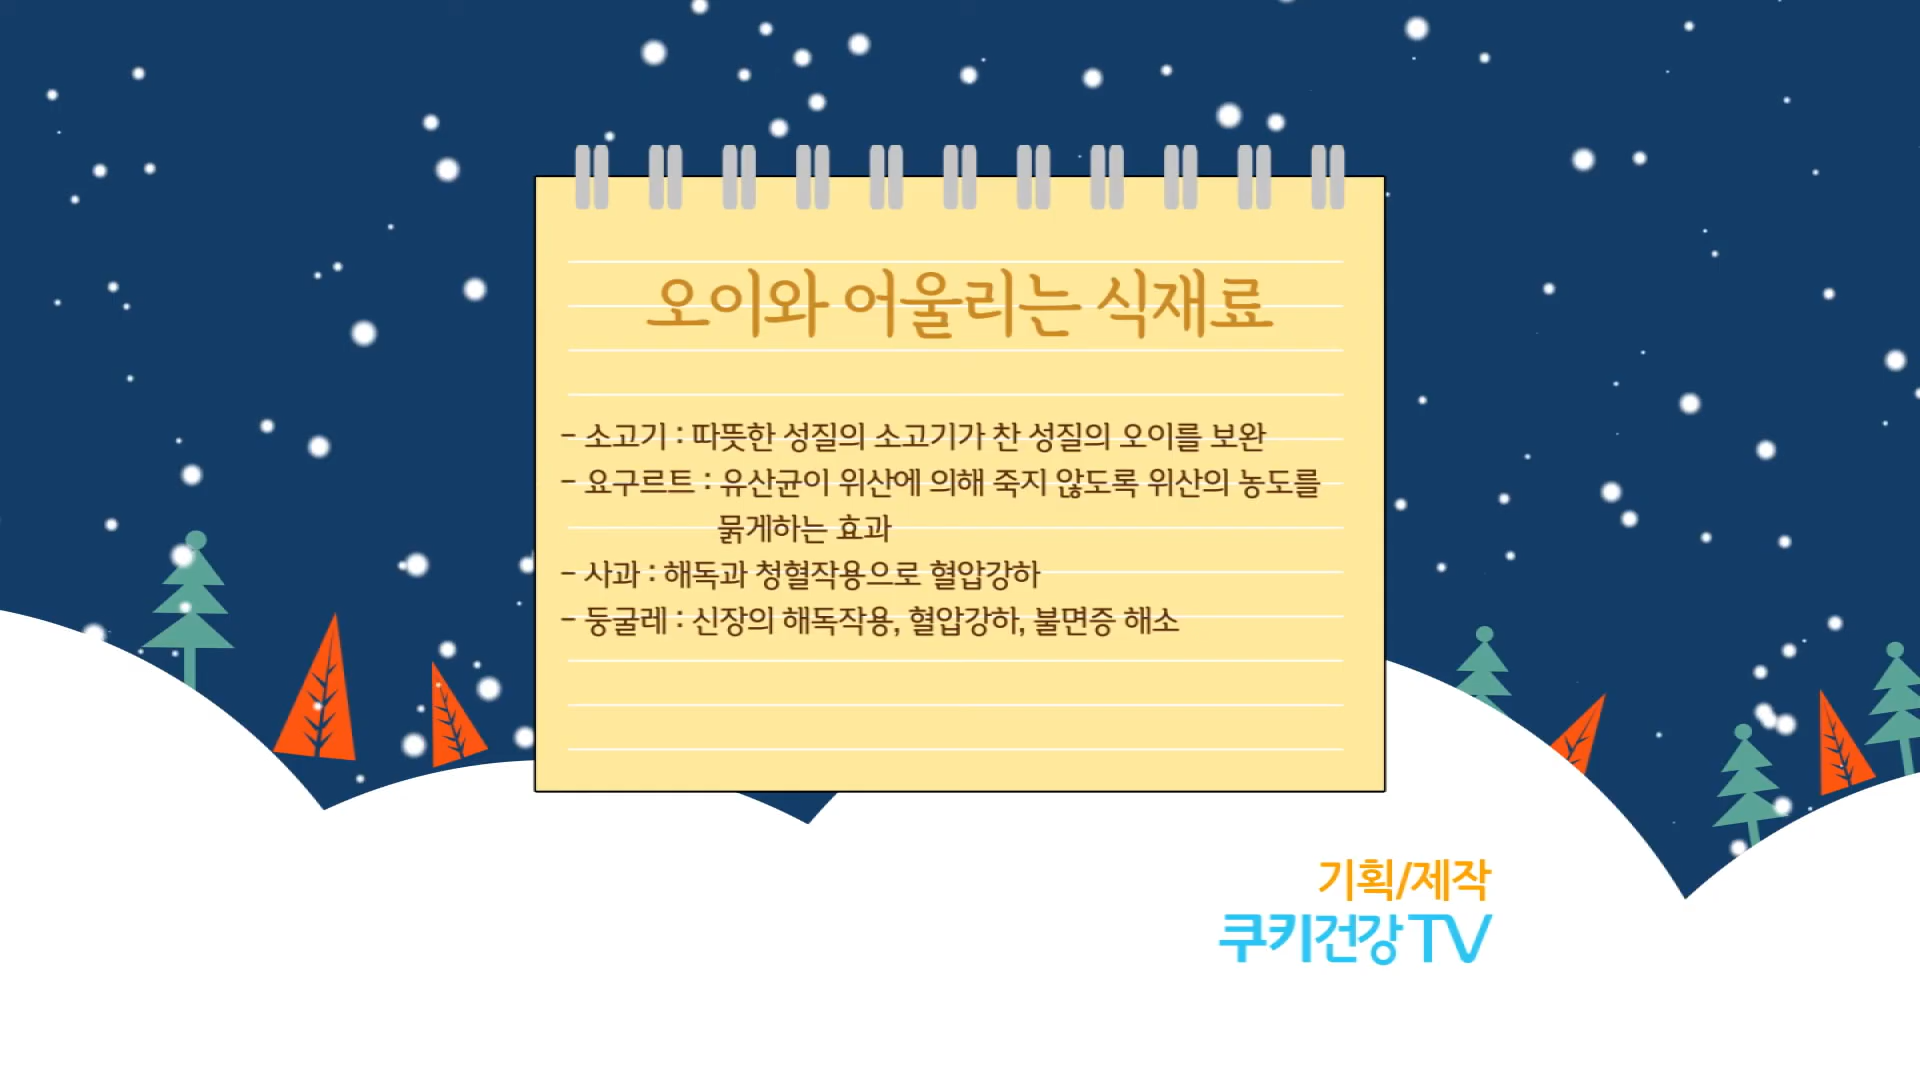 오이와 어울리는 식재료
- 소고기 : 따뜻한 성질의 소고기가 찬 성질의 오이를 보완
- 요구르트 : 유산균이 위산에 의해 죽지 않도록 위산의 농도를
묽게하는 효과
- 사과 : 해독과 청혈작용으로 혈압강하
- 둥굴레 : 신장의 해독작용, 혈압강하, 불면증 해소
기획/제작
쿠키건강TV